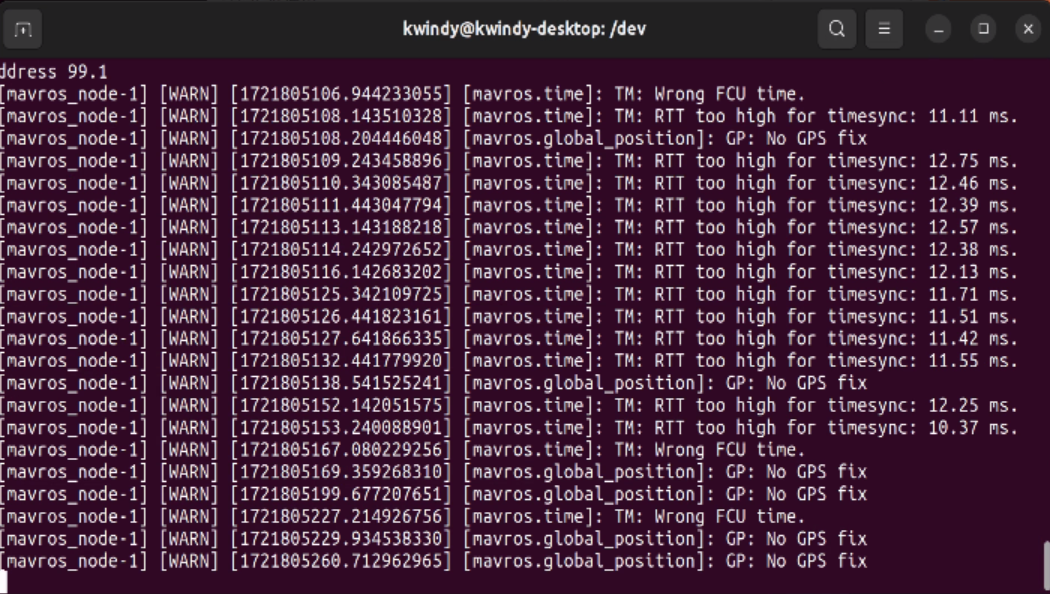 kwindy@kwindy-desktop: /dev
ddress 99.1
[mavros_node-1] [WARN] [1721805106.944233055] [mavros.time]: TM: Wrong FCU time.
[mavros_node-1] [WARN] [1721805108.143510328] [mavros.time]: TM: RTT too high for timesync: 11.11 ms.
[mavros_node-1] [WARN] [1721805108.204446048] [mavros.global_position]: GP: No GPS fix
[mavros_node-1] [WARN] [1721805109.243458896] [mavros.time]: TM: RTT too high for timesync: 12.75 ms.
[mavros_node-1] [WARN] [1721805110.343085487] [mavros.time]: TM: RTT too high for timesync: 12.46 ms.
[mavros_node-1] [WARN] [1721805111.443047794] [mavros.time]: TM: RTT too high for timesync: 12.39 ms.
[mavros_node-1] [WARN] [1721805113.143188218] [mavros.time]: TM: RTT too high for timesync: 12.57 ms.
[mavros_node-1] [WARN] [1721805114.242972652] [mavros.time]: TM: RTT too high for timesync: 12.38 ms.
[mavros_node-1] [WARN] [1721805116.142683202] [mavros.time]: TM: RTT too high for timesync: 12.13 ms.
[mavros_node-1] [WARN] [1721805125.342109725] [mavros.time]: TM: RTT too high for timesync: 11.71 ms.
[mavros_node-1] [WARN] [1721805126.441823161] [mavros.time]: TM: RTT too high for timesync: 11.51 ms.
[mavros_node-1] [WARN] [1721805127.641866335] [mavros.time]: TM: RTT too high for timesync: 11.42 ms.
[mavros_node-1] [WARN] [1721805132.441779920] [mavros.time]: TM: RTT too high for timesync: 11.55 ms.
[mavros_node-1] [WARN] [1721805138.541525241] [mavros.global_position]: GP: No GPS fix
[mavros_node-1] [WARN] [1721805152.142051575] [mavros.time]: TM: RTT too high for timesync: 12.25 ms.
[mavros_node-1] [WARN] [1721805153.240088901] [mavros.time]: TM: RTT too high for timesync: 10.37 ms.
[mavros_node-1] [WARN] [1721805167.080229256] [mavros.time]: TM: Wrong FCU time.
[mavros_node-1] [WARN] [1721805169.359268310] [mavros.global_position]: GP: No GPS fix
[mavros_node-1] [WARN] [1721805199.677207651] [mavros.global_position]: GP: No GPS fix
[mavros_node-1] [WARN] [1721805227.214926756] [mavros.time]: TM: Wrong FCU time.
[mavros_node-1] [WARN] [1721805229.934538330] [mavros.global_position]: GP: No GPS fix
[mavros_node-1] [WARN] [1721805260.712962965] [mavros.global_position]: GP: No GPS fix